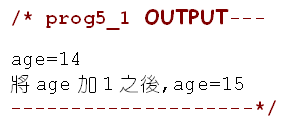 /* prog5_1 OUTPUT---
age=14
將 age 加 1 之後,age=15
--------------------*/